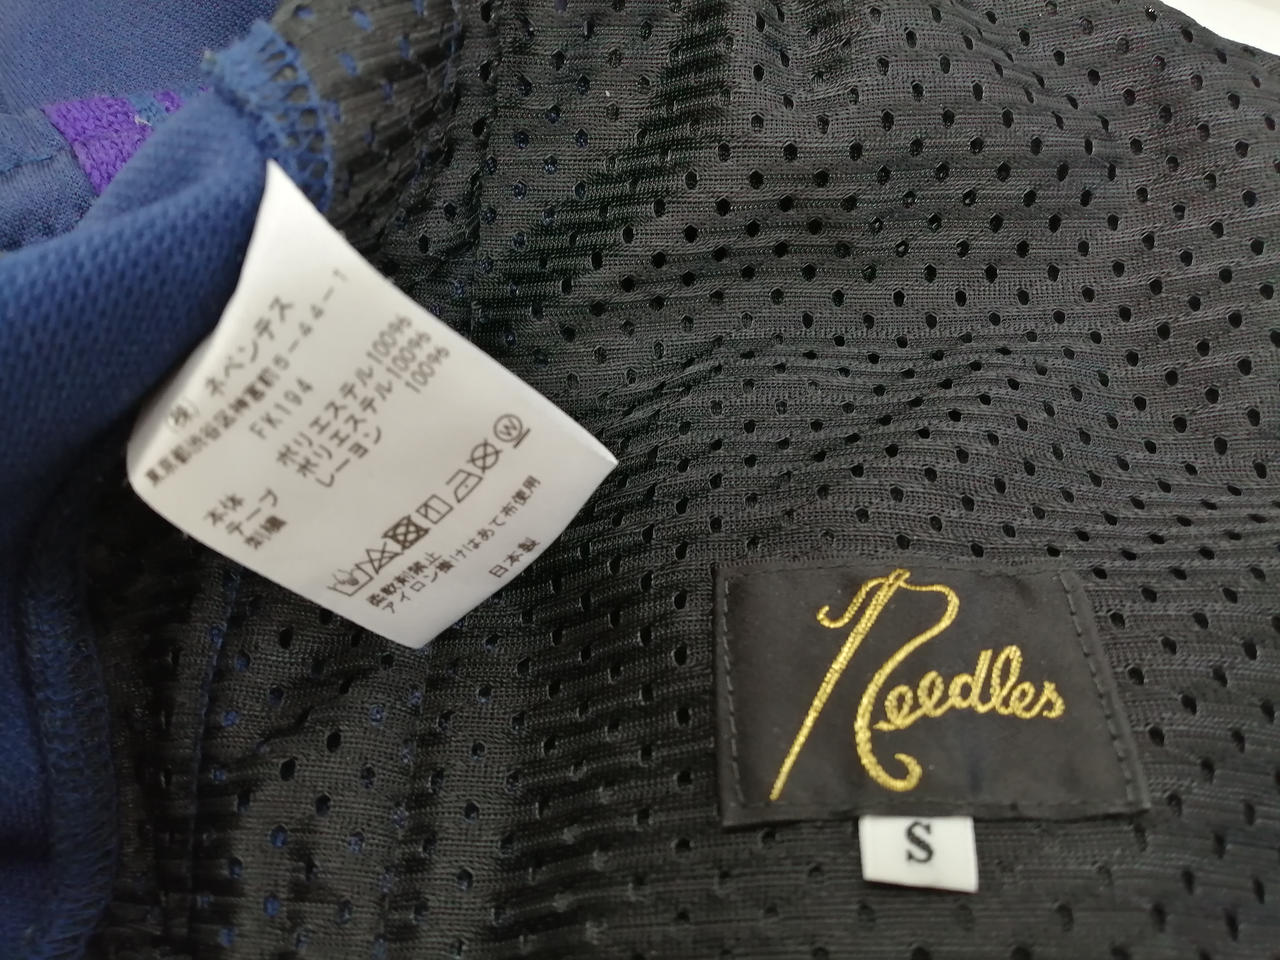 (株) ネペンテス
東京都渋谷区神宮前5-44-1
FK194
本体 ポリエステル100%
テープ ポリエステル100%
刺繍 レーヨン 100%
柔軟剤禁止
アイロン掛けはあて布使用
日本製
Needles
S